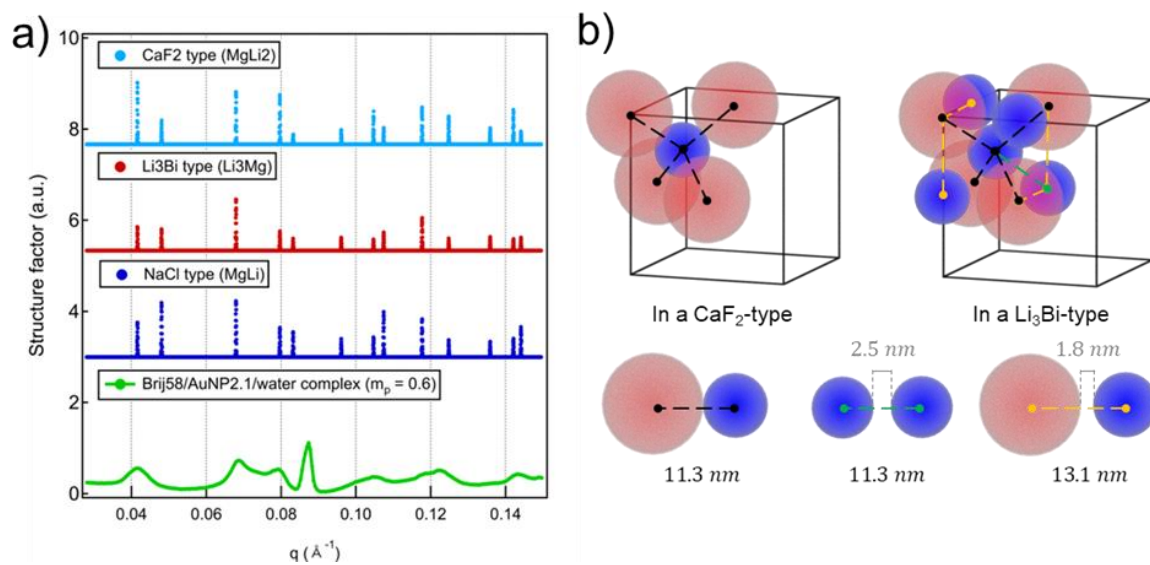 a)
10
8
6
4
2
0
Structure factor (a.u.)
CaF2 type (MgLi2)
Li3Bi type (Li3Mg)
NaCl type (MgLi)
Brij58/AuNP2.1/water complex (mp = 0.6)
0.04 0.06 0.08 0.10 0.12 0.14
q (Å⁻¹)
b)
In a CaF₂-type
In a Li₃Bi-type
2.5 nm
1.8 nm
11.3 nm
11.3 nm
13.1 nm